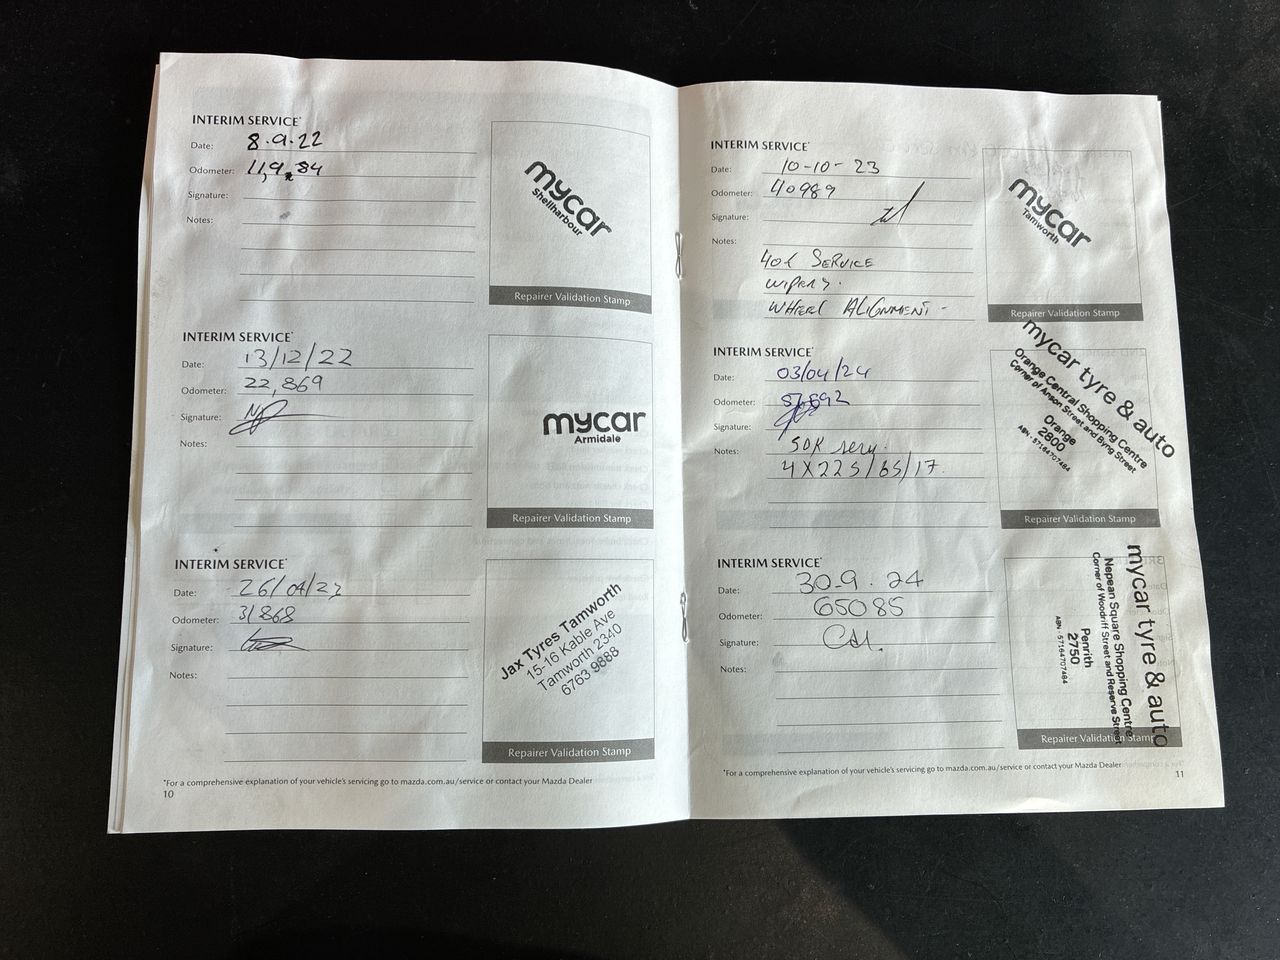 INTERIM SERVICE*
Date: 8.9.22
Odometer: 11,9,84
Signature:
Notes:
mycar
Shellharbour
Repairer Validation Stamp
INTERIM SERVICE*
Date: 13/12/22
Odometer: 22,869
Signature:
Notes:
mycar
Armidale
Repairer Validation Stamp
INTERIM SERVICE*
Date: 26/04/23
Odometer: 31868
Signature:
Notes:
Jax Tyres Tamworth
15-16 Kable Ave
Tamworth 2340
6763 9888
Repairer Validation Stamp
*For a comprehensive explanation of your vehicle's servicing go to mazda.com.au/service or contact your Mazda Dealer
10
INTERIM SERVICE*
Date: 10-10-23
Odometer: 40989
Signature:
Notes:
40k SERVICE
wipers.
WHEEL ALIGNMENT -
mycar
Tamworth
Repairer Validation Stamp
INTERIM SERVICE*
Date: 03/04/24
Odometer:
Signature:
Notes: 50K serv.
4X225/65/17.
mycar tyre & auto
Orange Central Shopping Centre
Corner of Anson Street and Byng Street
Orange
2800
ABN - 57164707484
Repairer Validation Stamp
INTERIM SERVICE*
Date: 30.9.24
Odometer: 65085
Signature:
Notes:
mycar tyre & auto
Nepean Square Shopping Centre
Corner of Woodriff Street and Reserve Street
Penrith
2750
ABN - 57164707484
Repairer Validation Stamp
*For a comprehensive explanation of your vehicle's servicing go to mazda.com.au/service or contact your Mazda Dealer
11